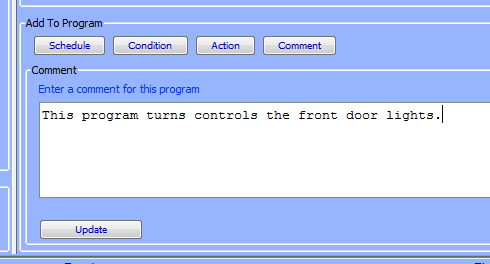 Add To Program
Schedule Condition Action Comment
Comment
Enter a comment for this program
This program turns controls the front door lights.
Update